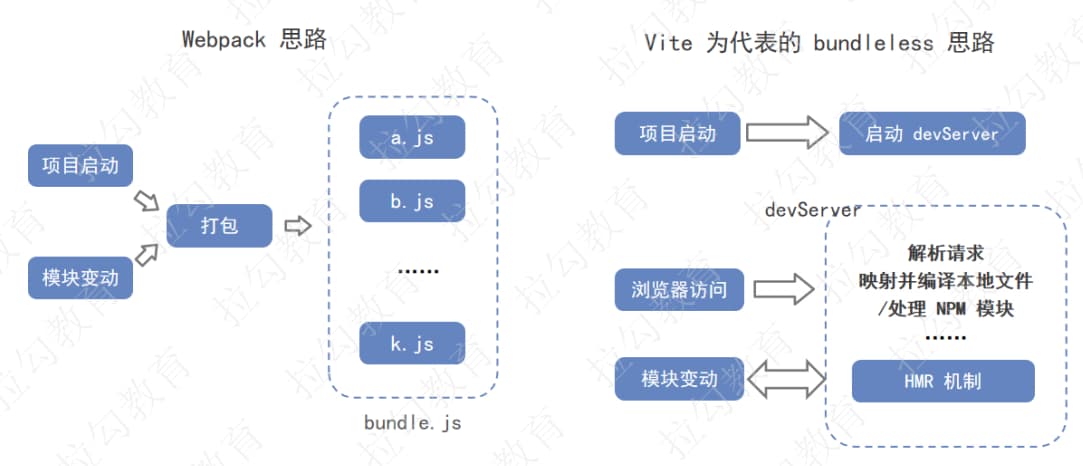 Webpack 思路
项目启动
模块变动
打包
a.js
b.js
......
k.js
bundle.js
Vite 为代表的 bundleless 思路
项目启动
启动 devServer
devServer
浏览器访问
解析请求
映射并编译本地文件
/处理 NPM 模块
......
模块变动
HMR 机制
拉勾教育